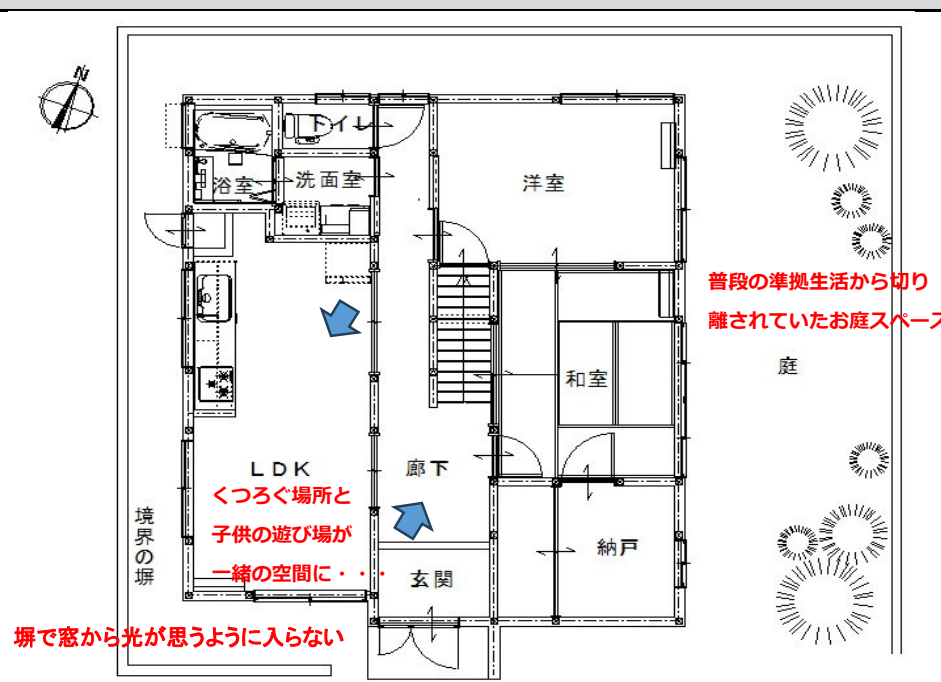 N
トイレ
浴室
洗面室
洋室
普段の準拠生活から切り
離されていたお庭スペース
庭
和室
LDK
廊下
くつろぐ場所と
子供の遊び場が
一緒の空間に・・・
境界の塀
納戸
玄関
塀で窓から光が思うように入らない